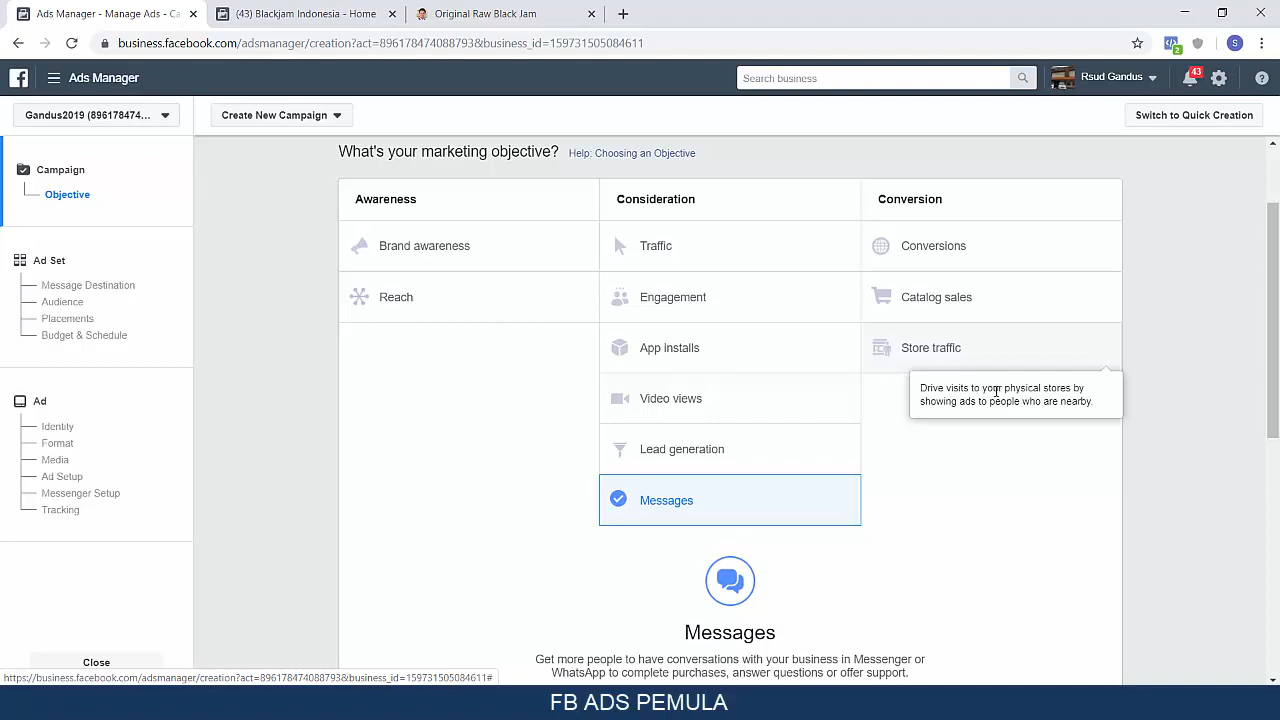 Ads Manager - Manage Ads - Ca
(43) Blackjam Indonesia - Home
Original Raw Black Jam
business.facebook.com/adsmanager/creation?act=896178474088793&business_id=159731505084611
S
2
Ads Manager
Search business
Rsud Gandus
43
Gandus2019 (896178474...
Create New Campaign
Switch to Quick Creation
Campaign
Objective
Ad Set
Message Destination
Audience
Placements
Budget & Schedule
Ad
Identity
Format
Media
Ad Setup
Messenger Setup
Tracking
Close
What's your marketing objective?
Help: Choosing an Objective
Awareness
Consideration
Conversion
Brand awareness
Traffic
Conversions
Reach
Engagement
Catalog sales
App installs
Store traffic
Drive visits to your physical stores by
showing ads to people who are nearby.
Video views
Lead generation
Messages
Messages
Get more people to have conversations with your business in Messenger or
WhatsApp to complete purchases, answer questions or offer support.
https://business.facebook.com/adsmanager/creation?act=896178474088793&business_id=159731505084611#
FB ADS PEMULA